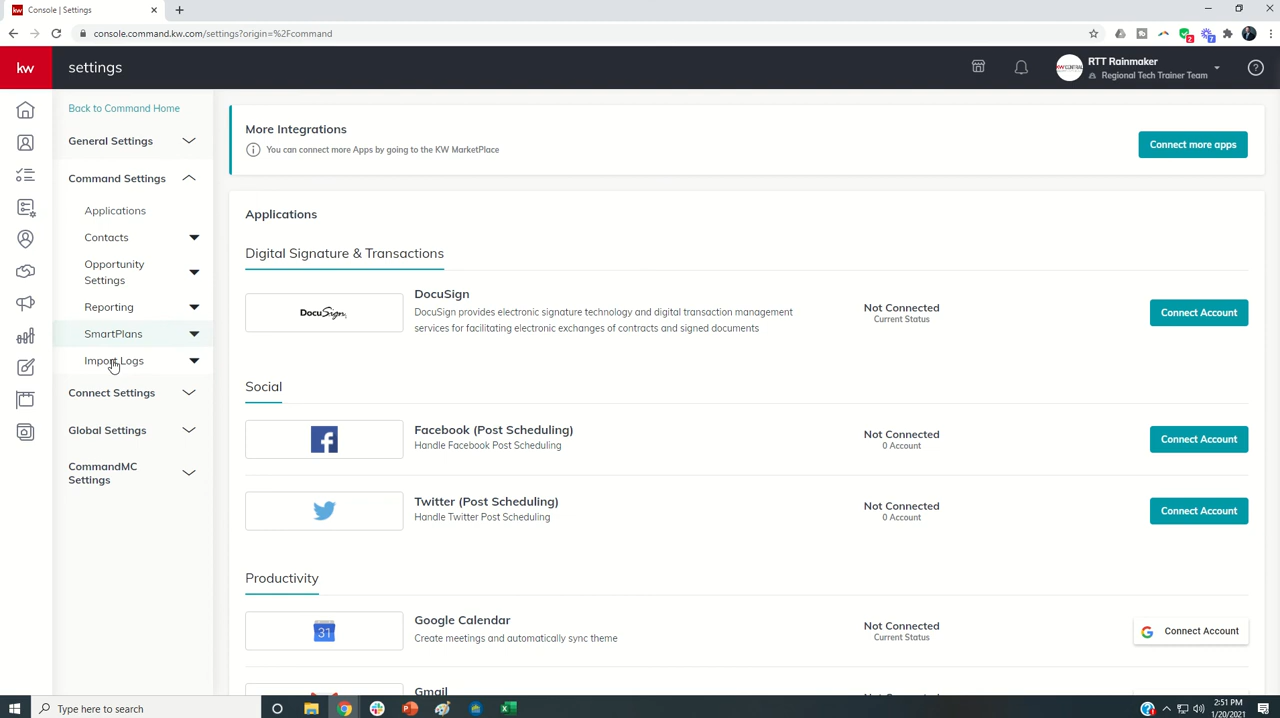 Console | Settings
console.command.kw.com/settings?origin=%2Fcommand
2
7
kw
settings
RTT Rainmaker
Regional Tech Trainer Team
Back to Command Home
General Settings
Command Settings
Applications
Contacts
Opportunity
Settings
Reporting
SmartPlans
Import Logs
Connect Settings
Global Settings
CommandMC
Settings
More Integrations
You can connect more Apps by going to the KW MarketPlace
Connect more apps
Applications
Digital Signature & Transactions
DocuSign
DocuSign
DocuSign provides electronic signature technology and digital transaction management
services for facilitating electronic exchanges of contracts and signed documents
Not Connected
Current Status
Connect Account
Social
Facebook (Post Scheduling)
Handle Facebook Post Scheduling
Not Connected
0 Account
Connect Account
Twitter (Post Scheduling)
Handle Twitter Post Scheduling
Not Connected
0 Account
Connect Account
Productivity
31
Google Calendar
Create meetings and automatically sync theme
Not Connected
Current Status
Connect Account
Gmail
Type here to search
2:51 PM
1/20/2021